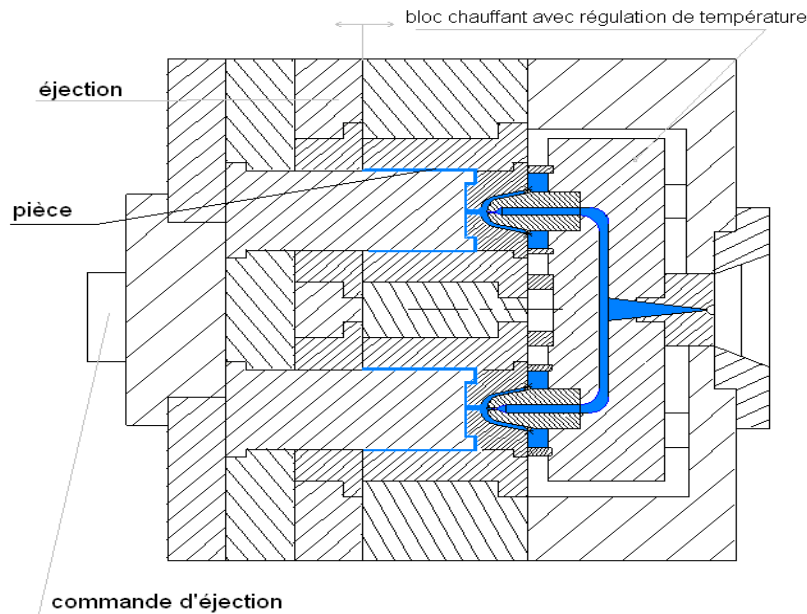 bloc chauffant avec régulation de température
éjection
pièce
commande d'éjection